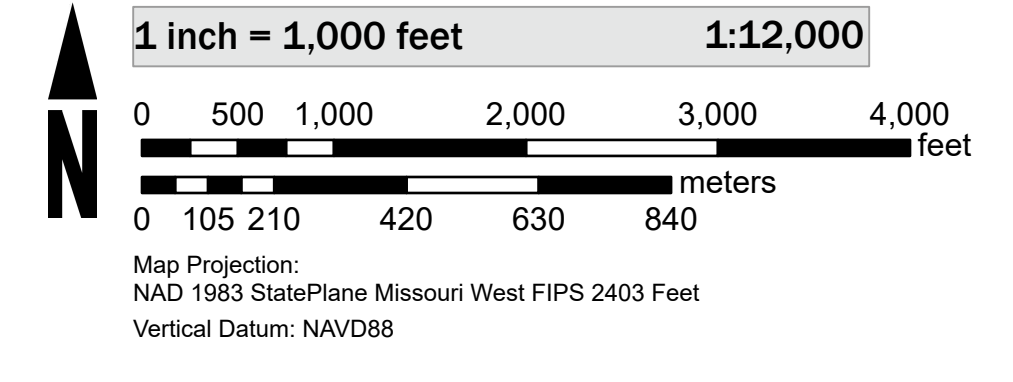 N
1 inch = 1,000 feet 1:12,000
0 500 1,000 2,000 3,000 4,000
feet
meters
0 105 210 420 630 840
Map Projection:
NAD 1983 StatePlane Missouri West FIPS 2403 Feet
Vertical Datum: NAVD88